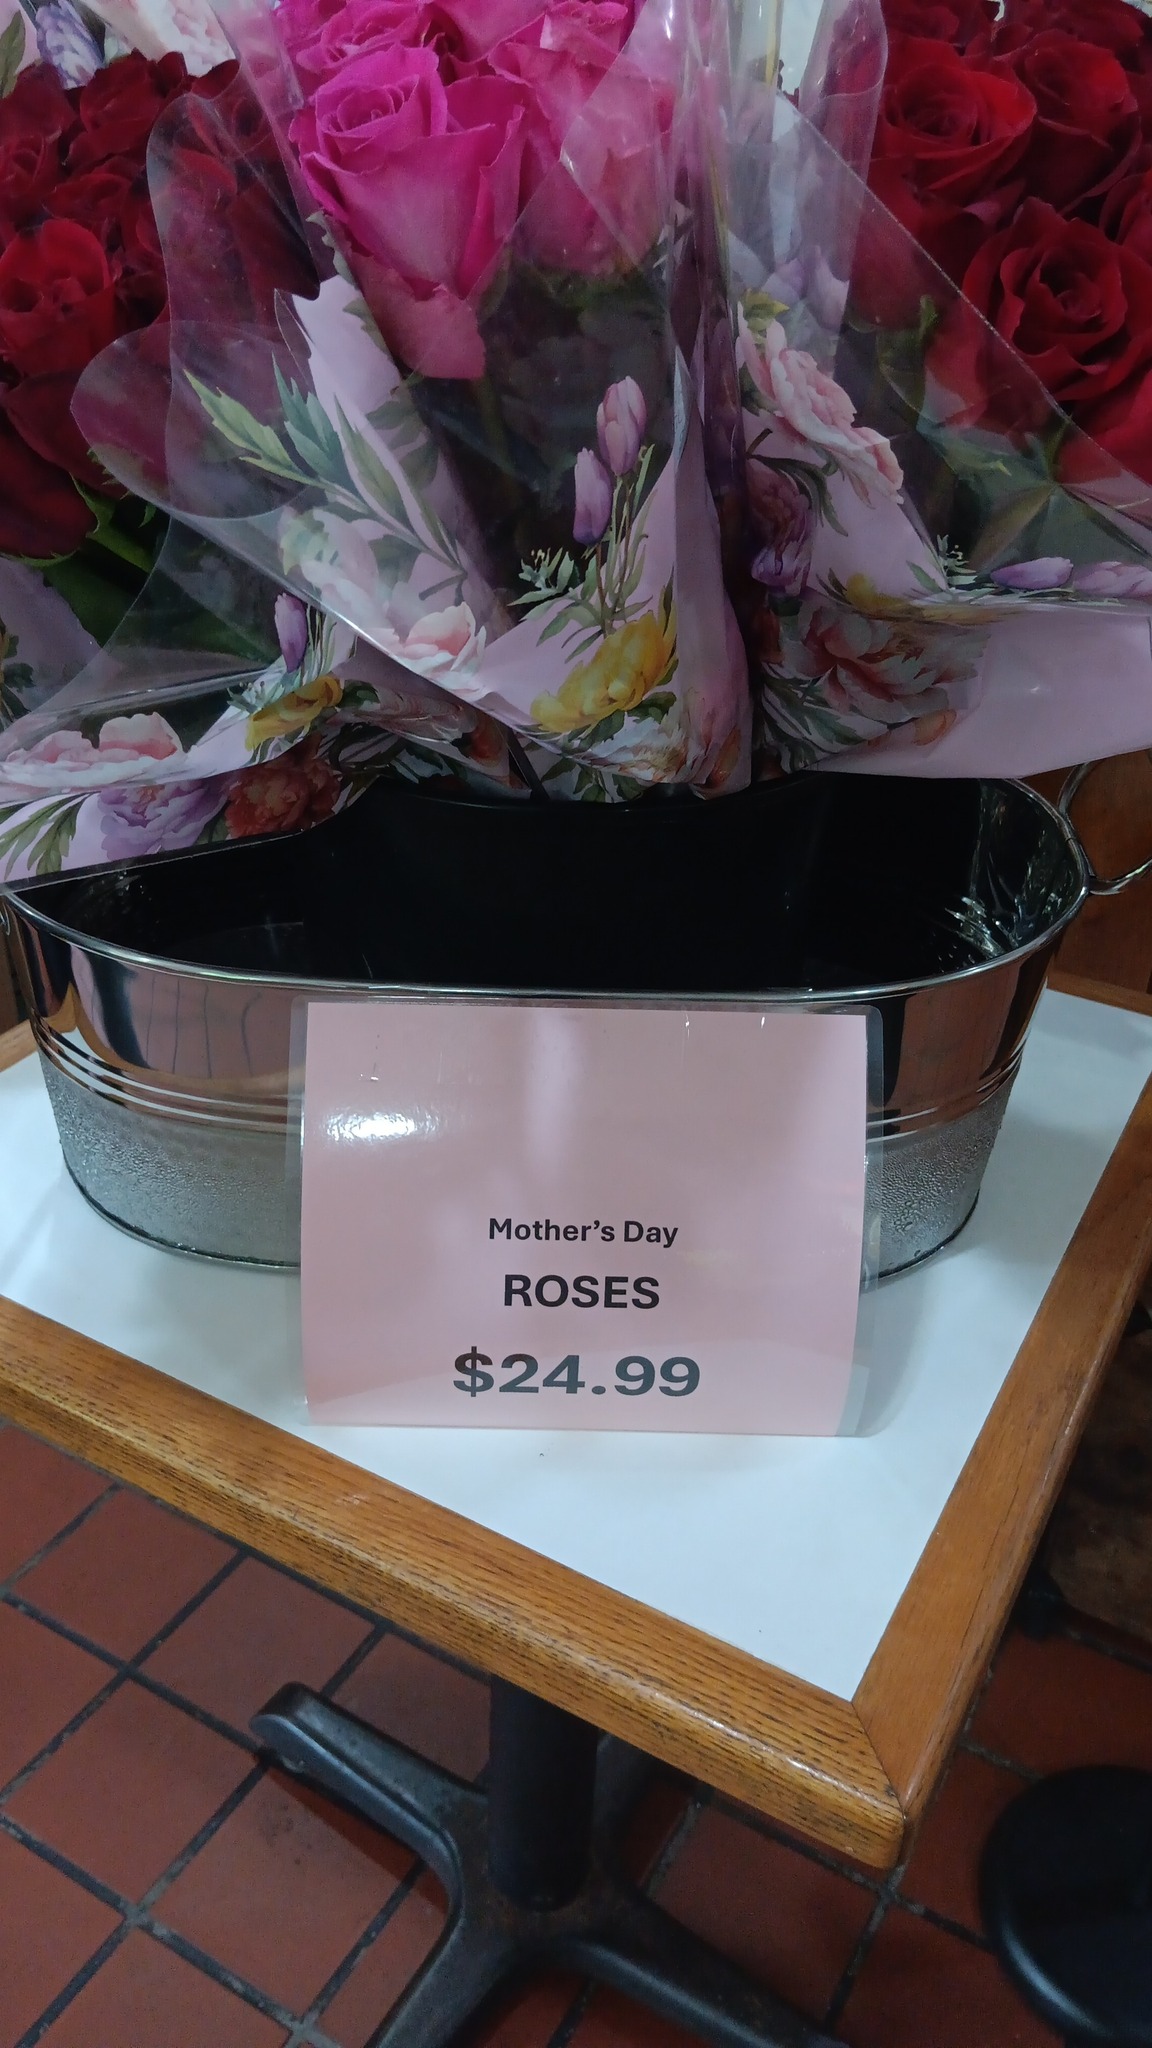 Mother’s Day
ROSES
$24.99